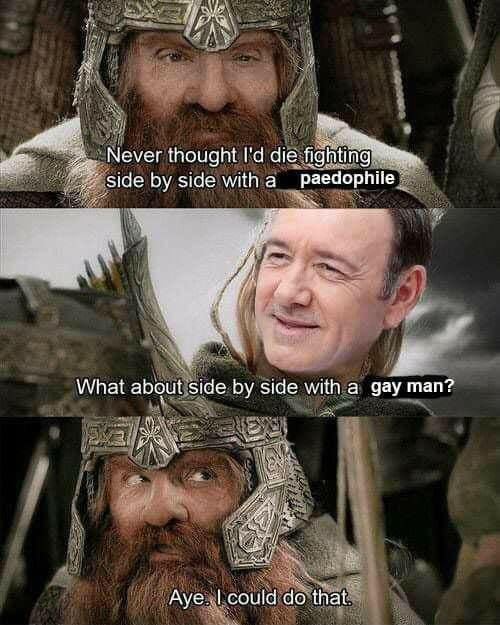 Never thought I'd die fighting
side by side with a paedophile
What about side by side with a gay man?
Aye. I could do that.